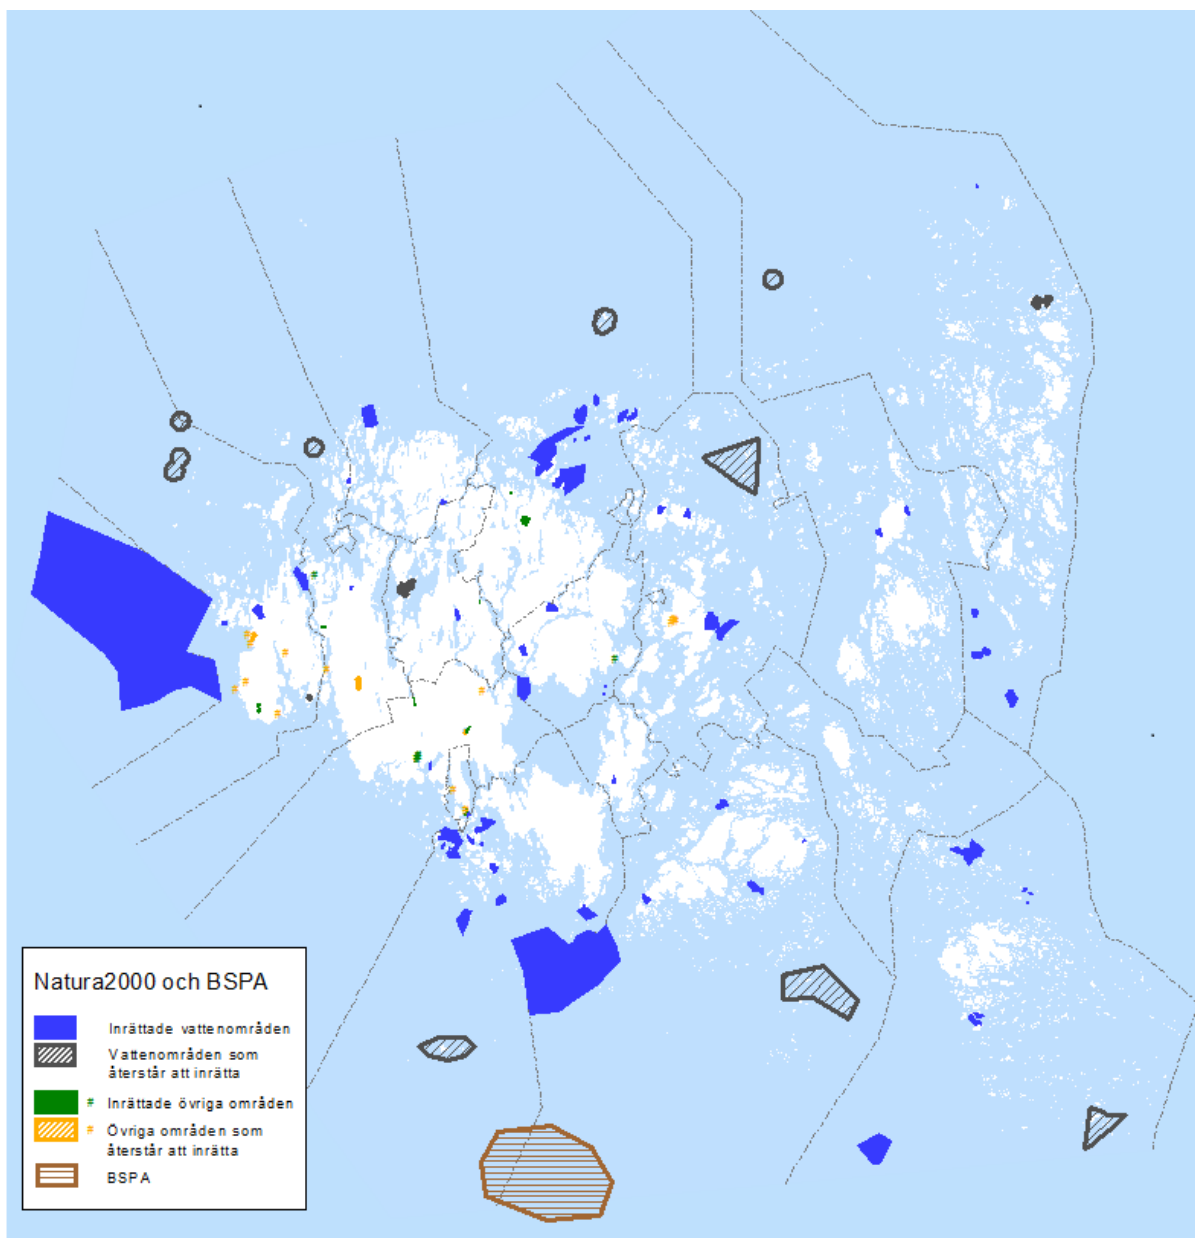 Natura2000 och BSPA
Inrättade vattenområden
Vattenområden som
återstår att inrätta
# Inrättade övriga områden
# Övriga områden som
återstår att inrätta
BSPA